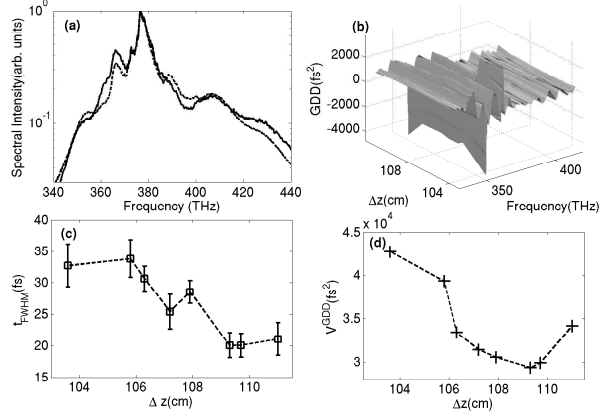 (a)
Spectral Intensity(arb. units)
10^0
10^-1
340 360 380 400 420 440
Frequency (THz)
(b)
GDD(fs^2)
2000
0
-2000
-4000
108
104
Δz(cm)
350
400
Frequency(THz)
(c)
t_FWHM(fs)
40
35
30
25
20
15
104 106 108 110
Δ z(cm)
x 10^4
(d)
V^GDD(fs^2)
4.5
4
3.5
3
104 106 108 110
Δz(cm)